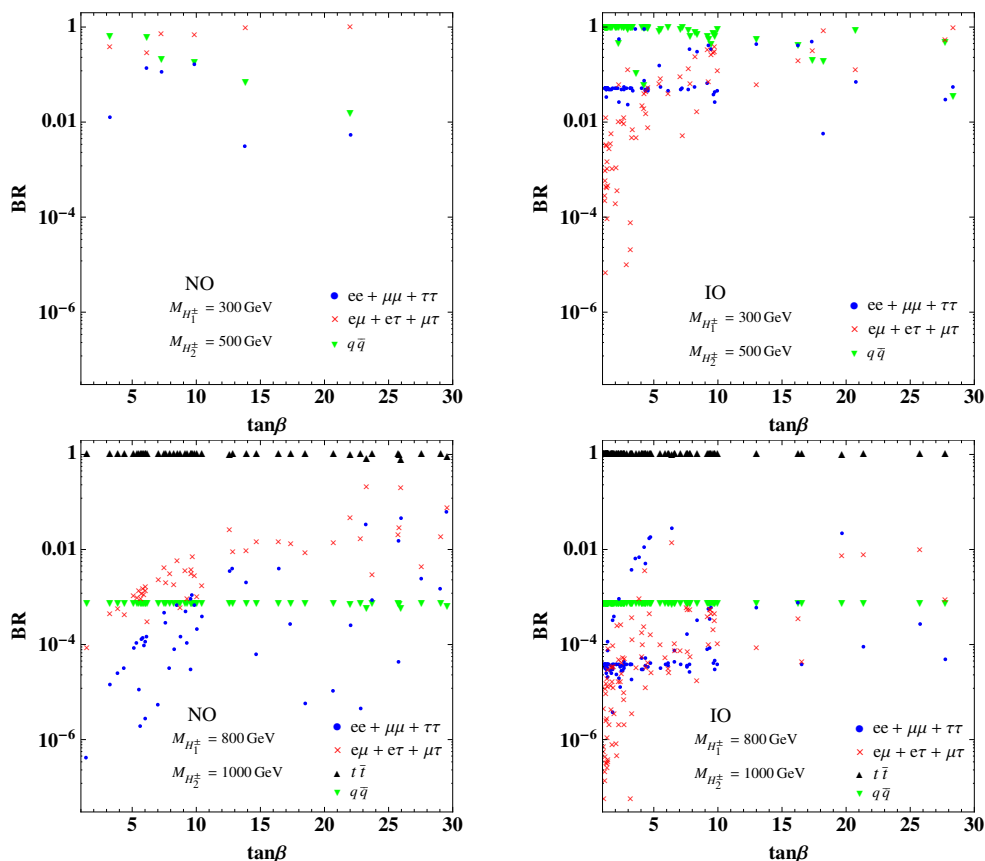 1
0.01
10⁻⁴
10⁻⁶
BR
NO
M_{H_1^±} = 300 GeV
M_{H_2^±} = 500 GeV
ee + μμ + ττ
eμ + eτ + μτ
q q̄
5 10 15 20 25 30
tanβ
1
0.01
10⁻⁴
10⁻⁶
BR
IO
M_{H_1^±} = 300 GeV
M_{H_2^±} = 500 GeV
ee + μμ + ττ
eμ + eτ + μτ
q q̄
5 10 15 20 25 30
tanβ
1
0.01
10⁻⁴
10⁻⁶
BR
NO
M_{H_1^±} = 800 GeV
M_{H_2^±} = 1000 GeV
ee + μμ + ττ
eμ + eτ + μτ
t t̄
q q̄
5 10 15 20 25 30
tanβ
1
0.01
10⁻⁴
10⁻⁶
BR
IO
M_{H_1^±} = 800 GeV
M_{H_2^±} = 1000 GeV
ee + μμ + ττ
eμ + eτ + μτ
t t̄
q q̄
5 10 15 20 25 30
tanβ